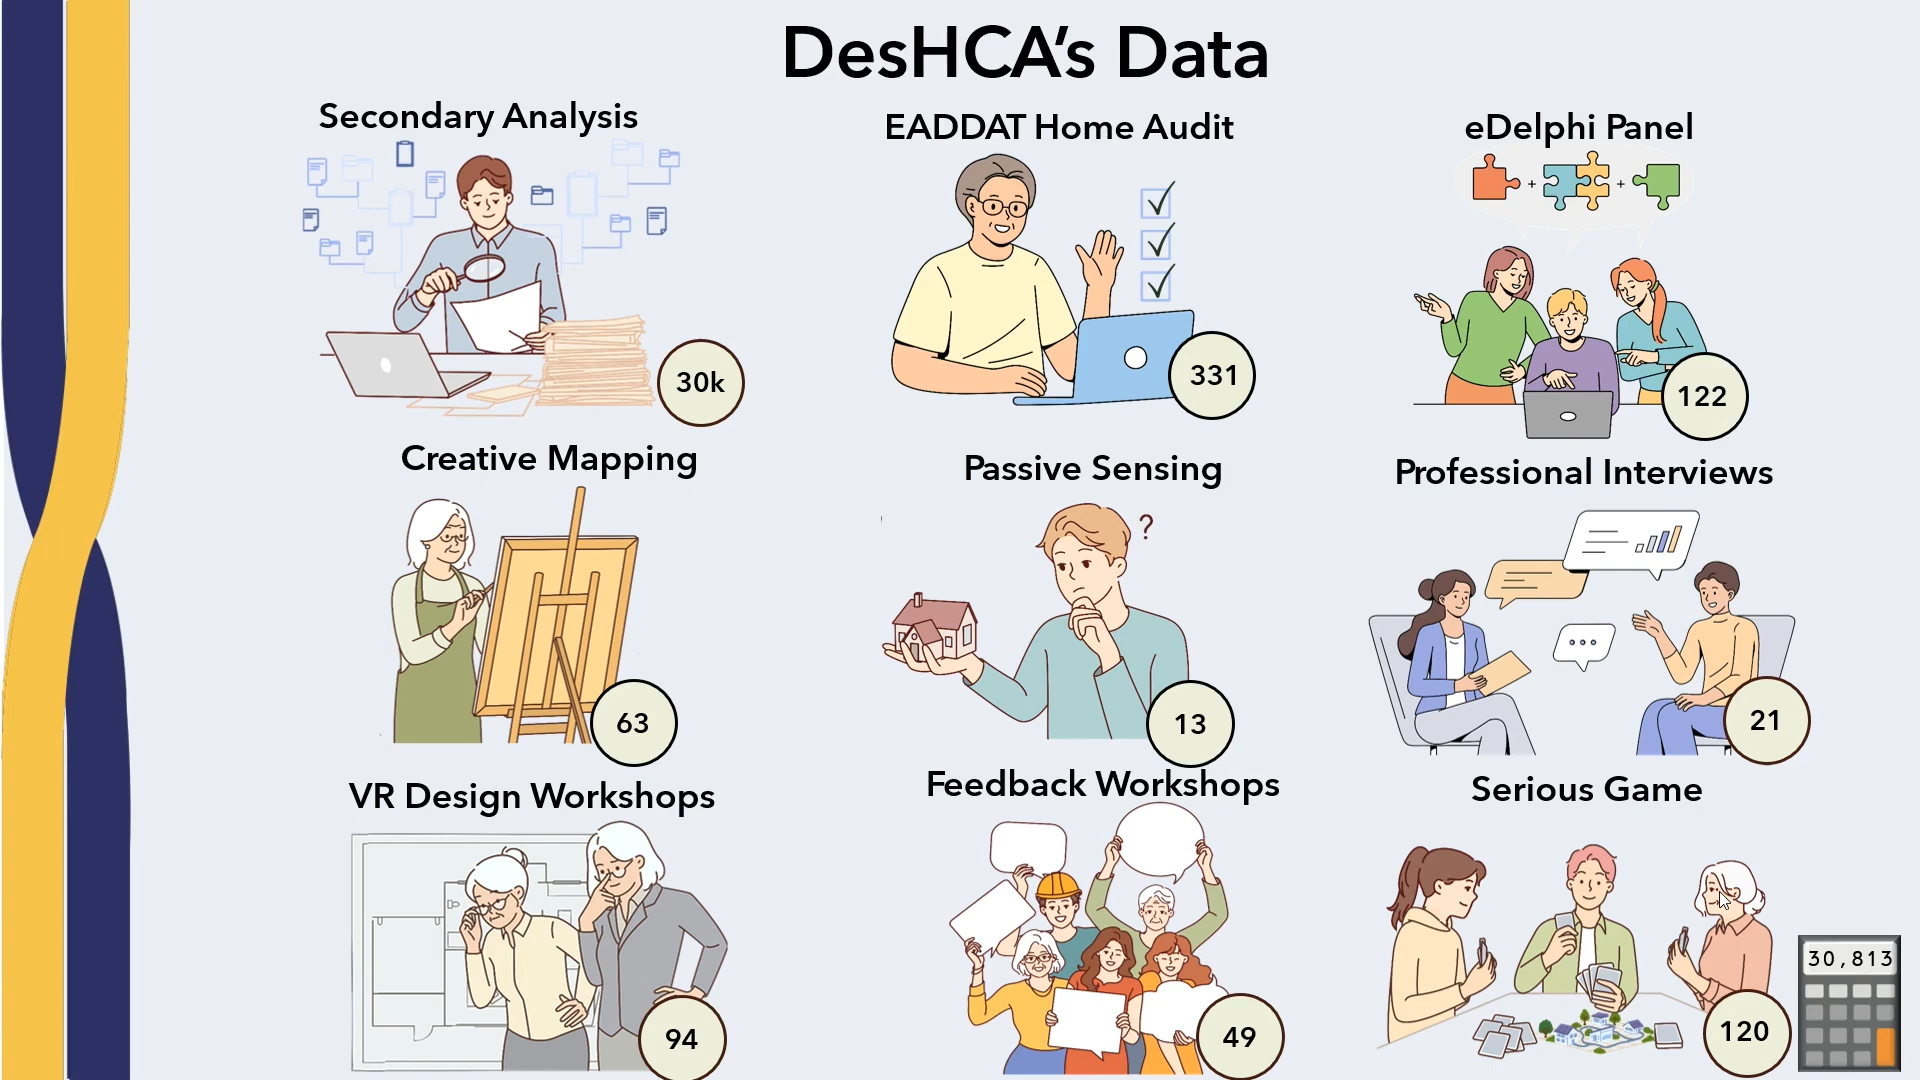 DesHCA’s Data
Secondary Analysis
30k
EADDAT Home Audit
331
eDelphi Panel
+ +
122
Creative Mapping
63
Passive Sensing
?
13
Professional Interviews
21
VR Design Workshops
94
Feedback Workshops
49
Serious Game
120
30,813